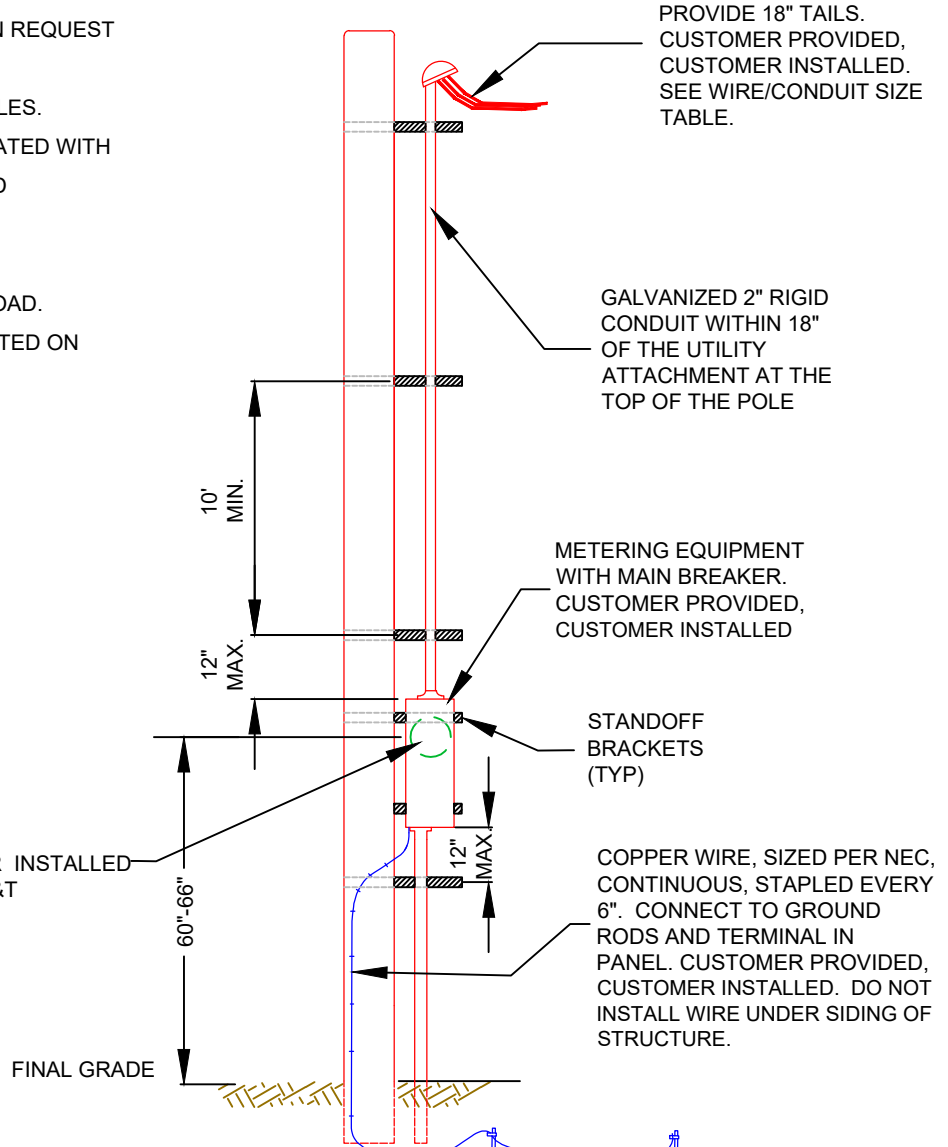 N REQUEST
LES.
ATED WITH
D
OAD.
TED ON
PROVIDE 18" TAILS.
CUSTOMER PROVIDED,
CUSTOMER INSTALLED.
SEE WIRE/CONDUIT SIZE
TABLE.
GALVANIZED 2" RIGID
CONDUIT WITHIN 18"
OF THE UTILITY
ATTACHMENT AT THE
TOP OF THE POLE
10'
MIN.
METERING EQUIPMENT
WITH MAIN BREAKER.
CUSTOMER PROVIDED,
CUSTOMER INSTALLED
12"
MAX.
STANDOFF
BRACKETS
(TYP)
R INSTALLED
&T
60"-66"
12"
MAX.
COPPER WIRE, SIZED PER NEC,
CONTINUOUS, STAPLED EVERY
6". CONNECT TO GROUND
RODS AND TERMINAL IN
PANEL. CUSTOMER PROVIDED,
CUSTOMER INSTALLED. DO NOT
INSTALL WIRE UNDER SIDING OF
STRUCTURE.
FINAL GRADE